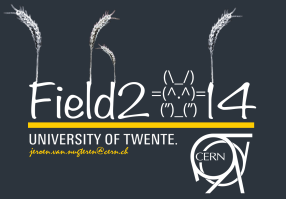 Field2 (\_/)
=(^.^)=
(")_(") 14
UNIVERSITY OF TWENTE.
jeroen.van.nugteren@cern.ch
CERN